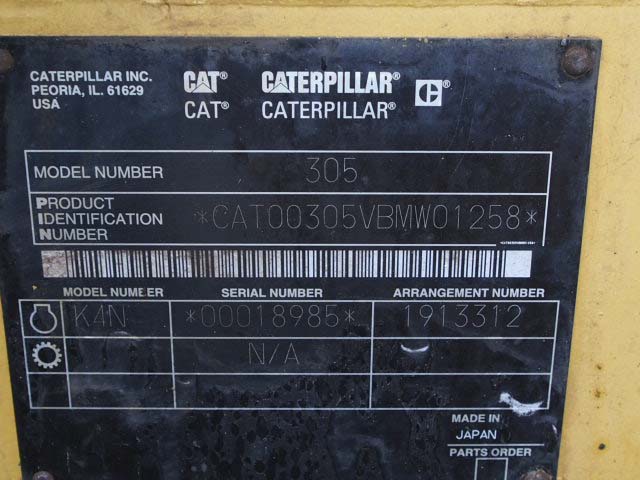 CATERPILLAR INC.
PEORIA, IL. 61629
USA
CAT® CATERPILLAR®
CAT® CATERPILLAR®
C®
MODEL NUMBER 305
PRODUCT
IDENTIFICATION
NUMBER
*CAT00305VBMW01258*
MODEL NUMBER SERIAL NUMBER ARRANGEMENT NUMBER
K4N *00018985* 1913312
N/A
MADE IN
JAPAN
PARTS ORDER